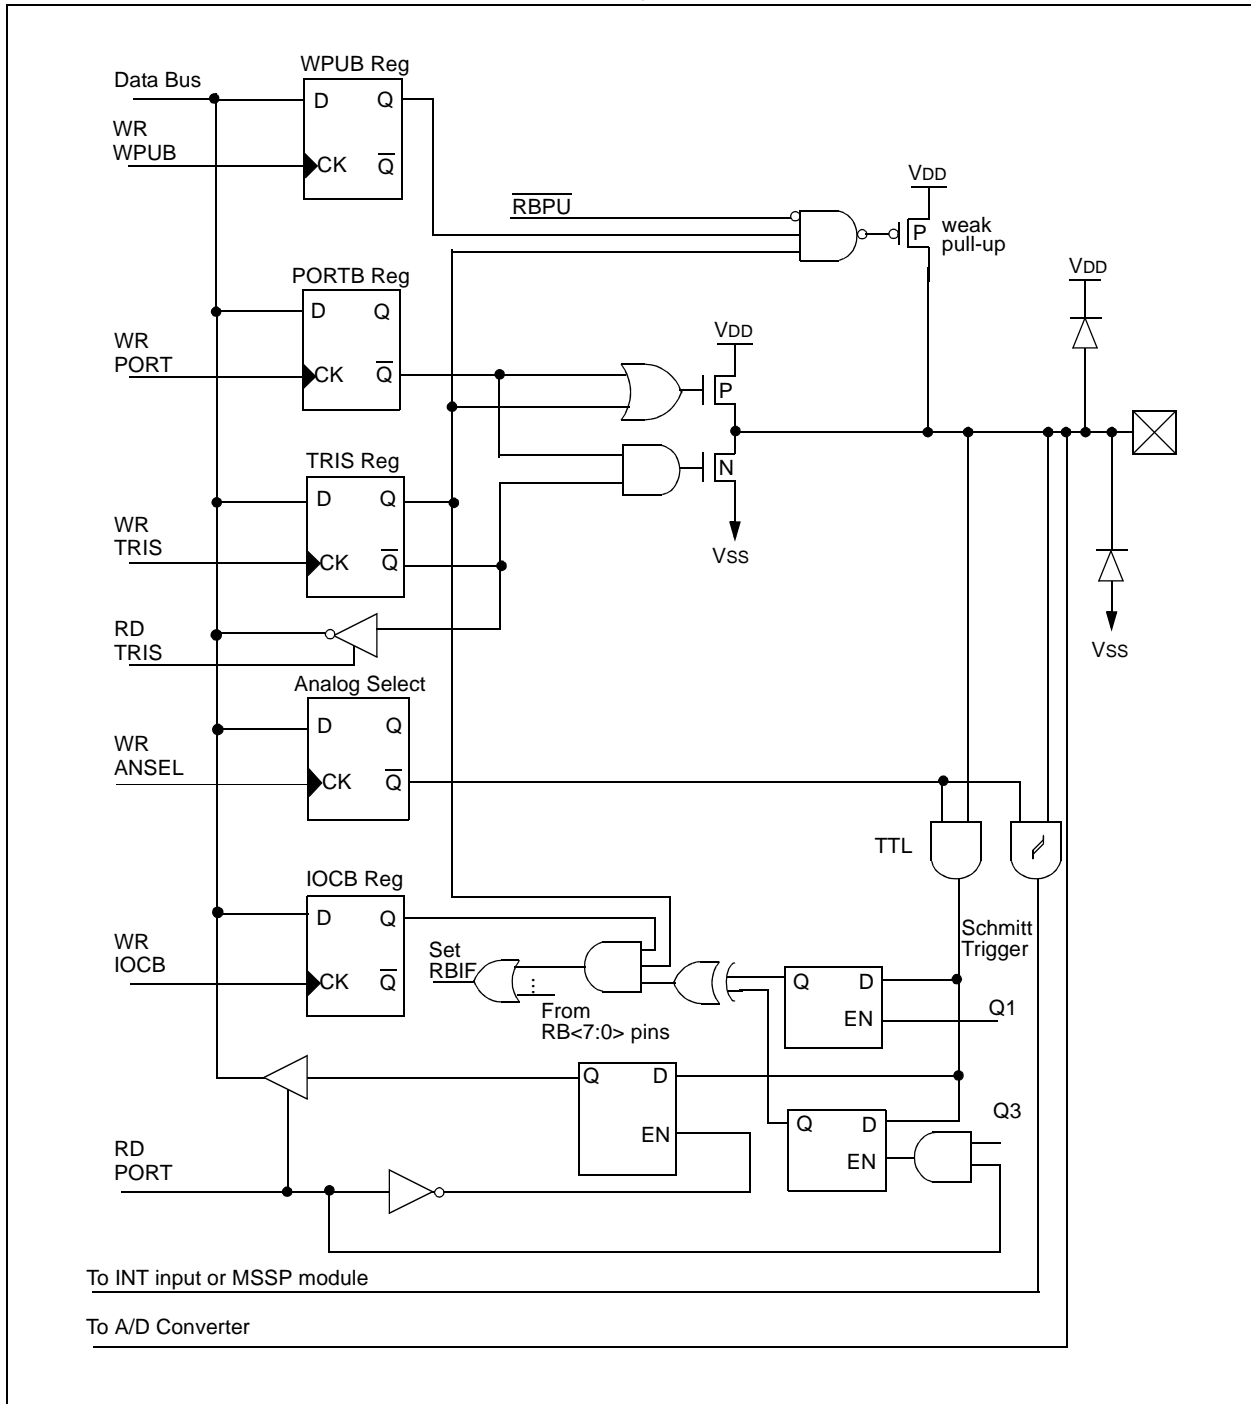 WPUB Reg
Data Bus
D Q
WR
WPUB
CK Q̅
VDD
R̅B̅P̅U̅
P
weak
pull-up
PORTB Reg
VDD
D Q
WR
PORT
VDD
CK Q̅
P
TRIS Reg
N
D Q
WR
TRIS
CK Q̅
VSS
RD
TRIS
VSS
Analog Select
D Q
WR
ANSEL
CK Q̅
TTL
IOCB Reg
D Q
Schmitt
Trigger
WR
IOCB
Set
RBIF
CK Q̅
Q D
EN
Q1
From
RB<7:0> pins
Q D
EN
Q3
Q D
EN
RD
PORT
To INT input or MSSP module
To A/D Converter